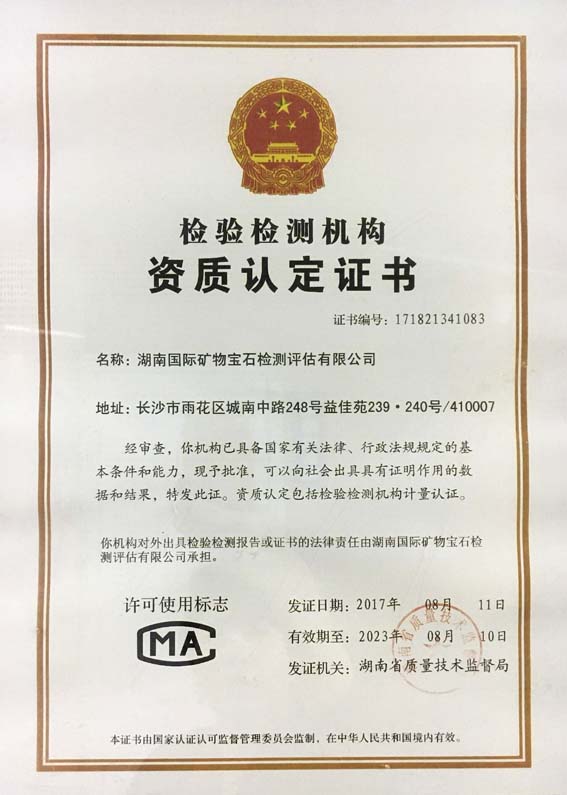 检验检测机构
资质认定证书
证书编号：171821341083
名称：湖南国际矿物宝石检测评估有限公司
地址：长沙市雨花区城南中路248号益佳苑239·240号/410007
经审查，你机构已具备国家有关法律、行政法规规定的基
本条件和能力，现予批准，可以向社会出具具有证明作用的数
据和结果，特发此证。资质认定包括检验检测机构计量认证。
你机构对外出具检验检测报告或证书的法律责任由湖南国际矿物宝石检
测评估有限公司承担。
许可使用标志
MA
发证日期：2017年 08月 11日
有效期至：2023年 08月 10日
发证机关：湖南省质量技术监督局
本证书由国家认证认可监督管理委员会监制，在中华人民共和国境内有效。